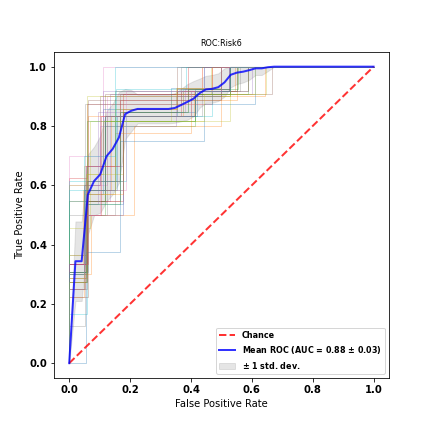 ROC:Risk6
1.0
0.8
0.6
0.4
0.2
0.0
True Positive Rate
0.0 0.2 0.4 0.6 0.8 1.0
False Positive Rate
Chance
Mean ROC (AUC = 0.88 ± 0.03)
± 1 std. dev.